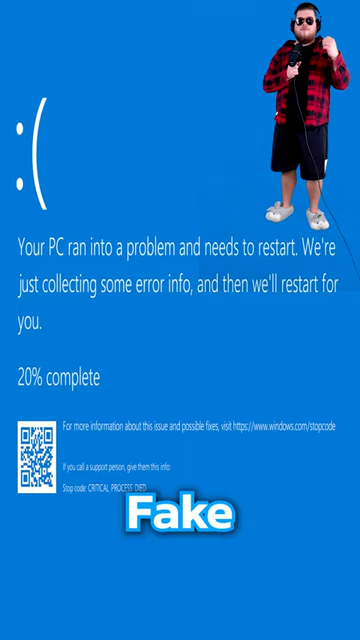 :(
Your PC ran into a problem and needs to restart. We're
just collecting some error info, and then we'll restart for
you.
20% complete
For more information about this issue and possible fixes, visit https://www.windows.com/stopcode
If you call a support person, give them this info:
Stop code: CRITICAL_PROCESS_DIED
Fake